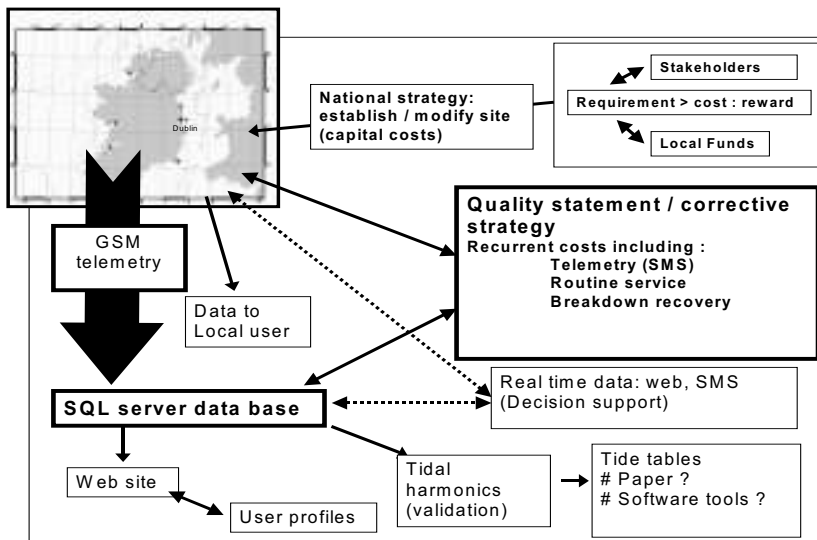 Dublin
National strategy:
establish / modify site
(capital costs)
Stakeholders
Requirement > cost : reward
Local Funds
GSM
telemetry
Data to
Local user
Quality statement / corrective
strategy
Recurrent costs including :
Telemetry (SMS)
Routine service
Breakdown recovery
Real time data: web, SMS
(Decision support)
SQL server data base
Web site
User profiles
Tidal
harmonics
(validation)
Tide tables
# Paper ?
# Software tools ?